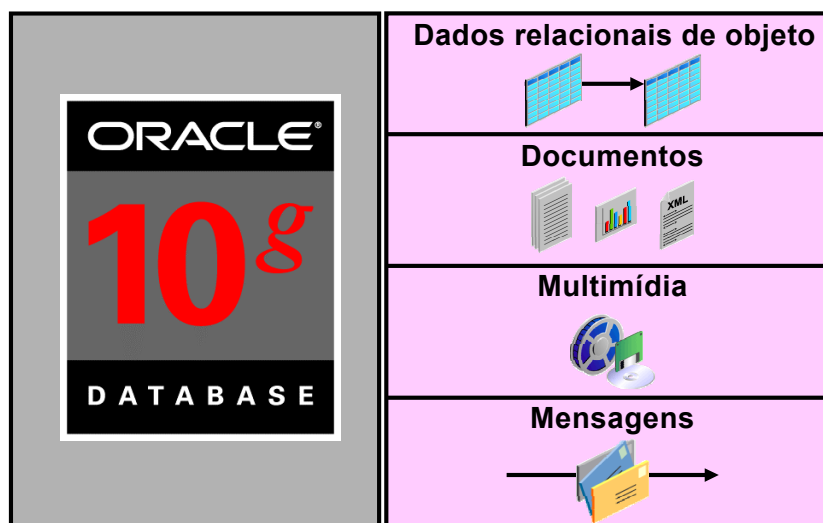 ORACLE®
10g
DATABASE
Dados relacionais de objeto
Documentos
XML
Multimídia
Mensagens